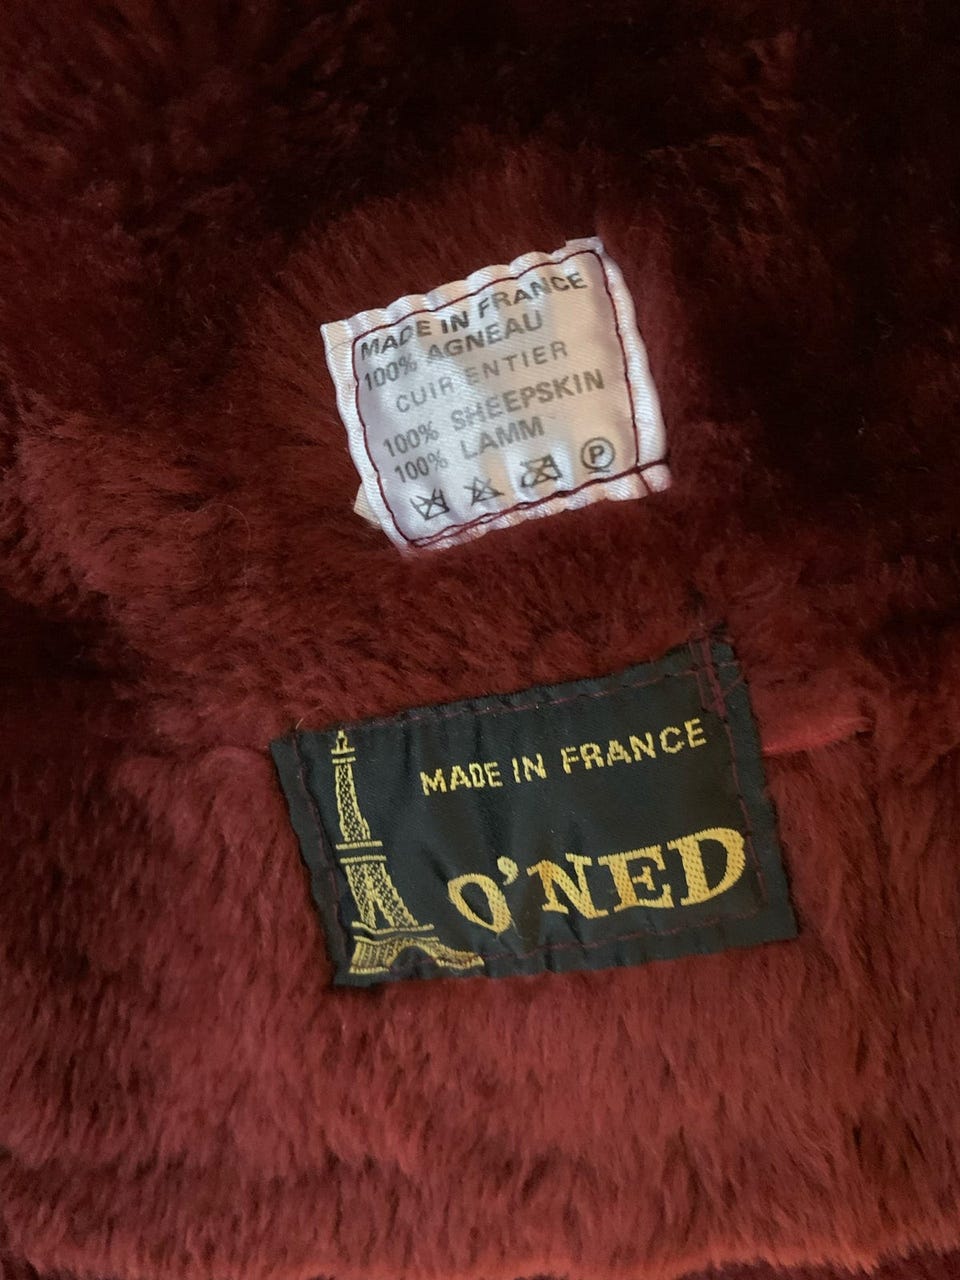 MADE IN FRANCE
100% AGNEAU
CUIR ENTIER
100% SHEEPSKIN
100% LAMM
P
MADE IN FRANCE
O'NED